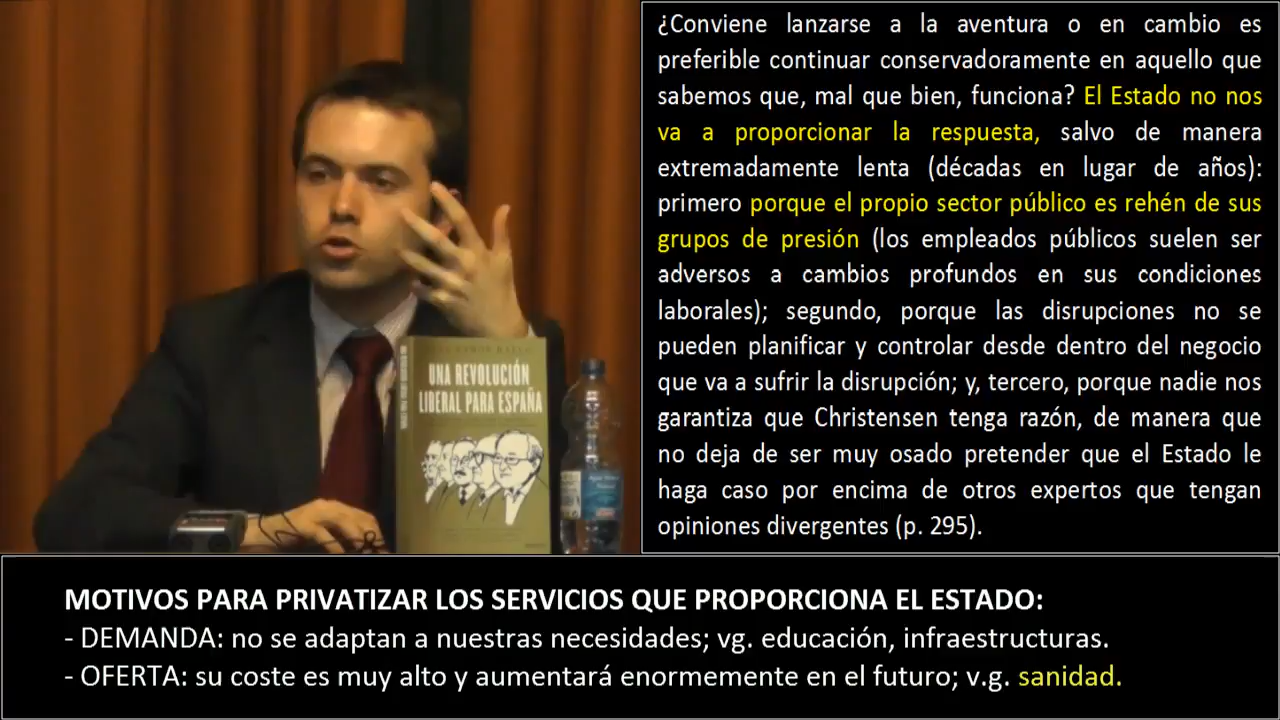 ¿Conviene lanzarse a la aventura o en cambio es
preferible continuar conservadoramente en aquello que
sabemos que, mal que bien, funciona? El Estado no nos
va a proporcionar la respuesta, salvo de manera
extremadamente lenta (décadas en lugar de años):
primero porque el propio sector público es rehén de sus
grupos de presión (los empleados públicos suelen ser
adversos a cambios profundos en sus condiciones
laborales); segundo, porque las disrupciones no se
pueden planificar y controlar desde dentro del negocio
que va a sufrir la disrupción; y, tercero, porque nadie nos
garantiza que Christensen tenga razón, de manera que
no deja de ser muy osado pretender que el Estado le
haga caso por encima de otros expertos que tengan
opiniones divergentes (p. 295).
UNA REVOLUCIÓN
LIBERAL PARA ESPAÑA
MOTIVOS PARA PRIVATIZAR LOS SERVICIOS QUE PROPORCIONA EL ESTADO:
- DEMANDA: no se adaptan a nuestras necesidades; vg. educación, infraestructuras.
- OFERTA: su coste es muy alto y aumentará enormemente en el futuro; v.g. sanidad.